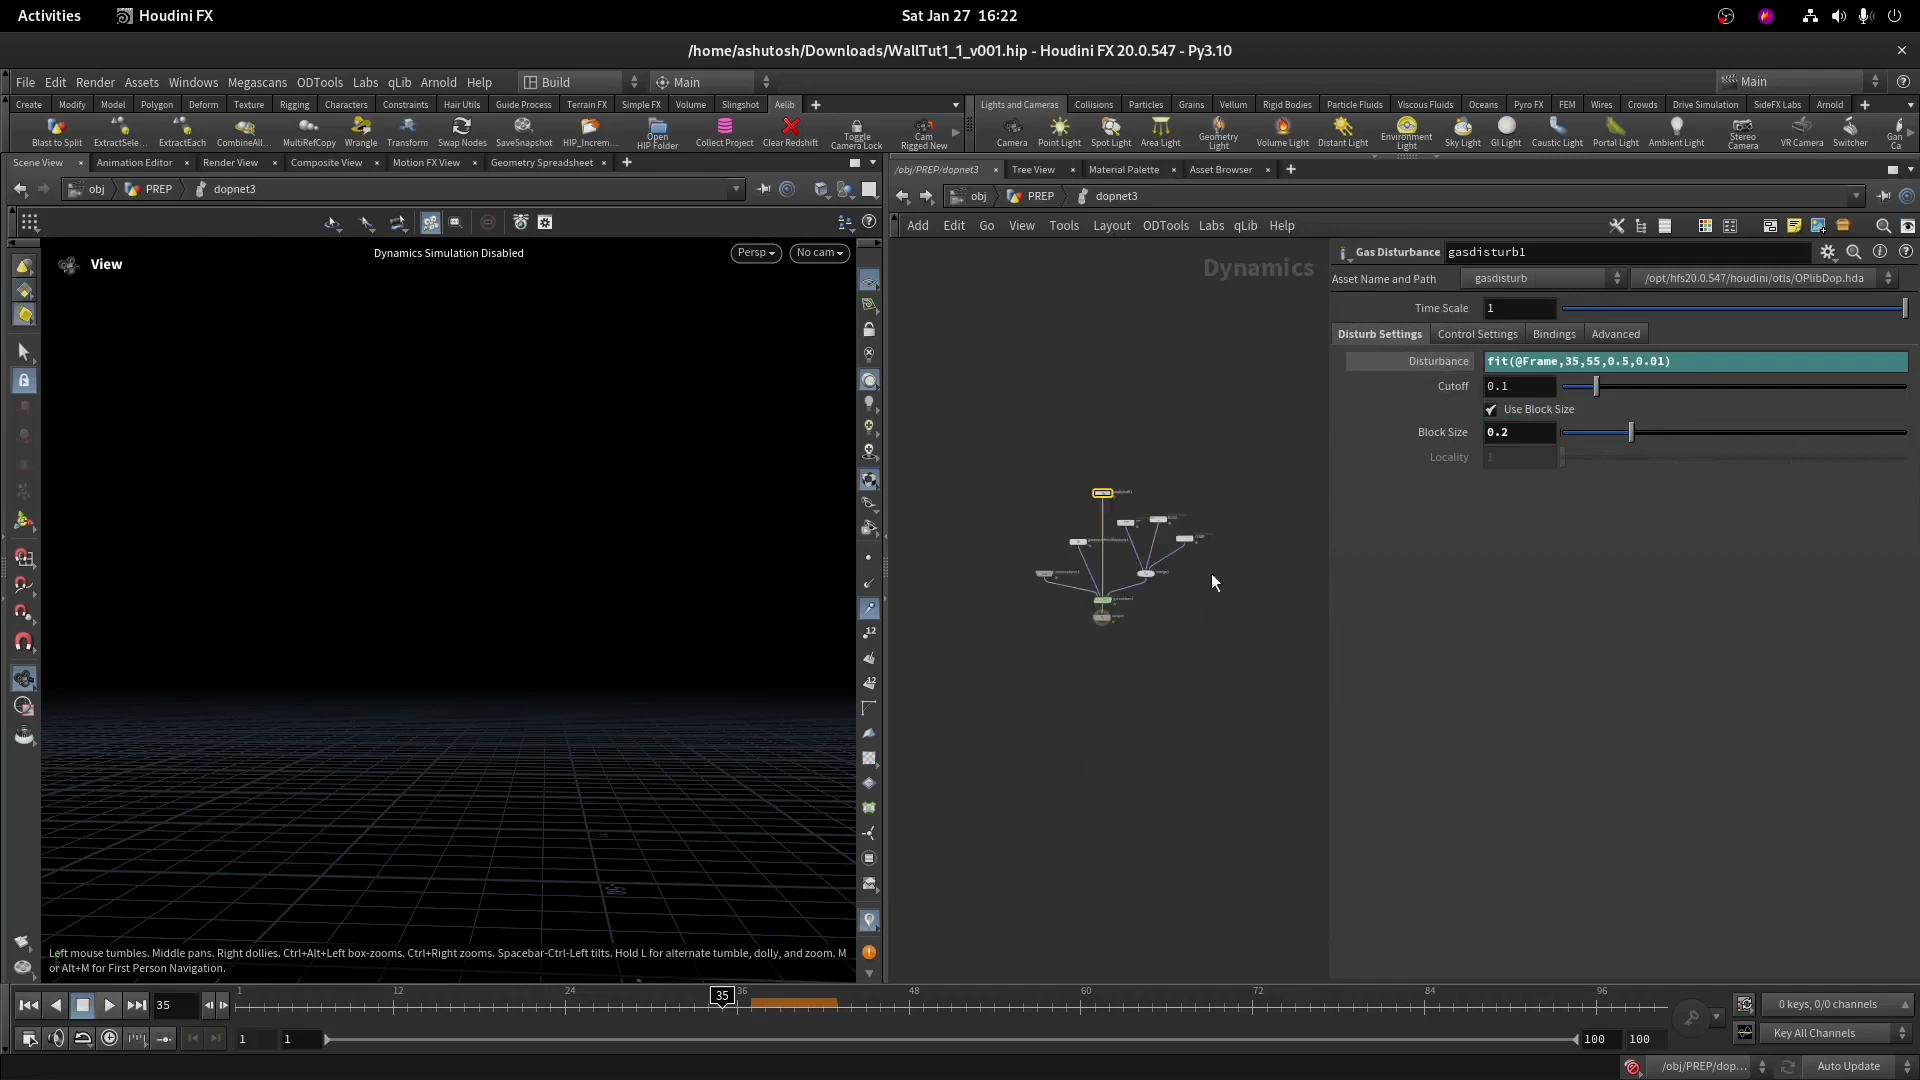 Activities
Houdini FX
Sat Jan 27 16:22
/home/ashutosh/Downloads/WallTut1_1_v001.hip - Houdini FX 20.0.547 - Py3.10
File Edit Render Assets Windows Megascans ODTools Labs qLib Arnold Help
Build
Main
Main
Create Modify Model Polygon Deform Texture Rigging Characters Constraints Hair Utils Guide Process Terrain FX Simple FX Volume Slingshot Aelib
Lights and Cameras Collisions Particles Grains Vellum Rigid Bodies Particle Fluids Viscous Fluids Oceans Pyro FX FEM Wires Crowds Drive Simulation SideFX Labs Arnold
Blast to Split ExtractSele... ExtractEach CombineAll... MultiRefCopy Wrangle Transform Swap Nodes SaveSnapshot HIP_Increm... Open HIP Folder Collect Project Clear Redshift Toggle Camera Lock Cam Rigged New
Camera Point Light Spot Light Area Light Geometry Light Volume Light Distant Light Environment Light Sky Light GI Light Caustic Light Portal Light Ambient Light Stereo Camera VR Camera Switcher Gan Ca
Scene View Animation Editor Render View Composite View Motion FX View Geometry Spreadsheet
/obj/PREP/dopnet3 Tree View Material Palette Asset Browser
obj PREP dopnet3
obj PREP dopnet3
Add Edit Go View Tools Layout ODTools Labs qLib Help
View
Dynamics Simulation Disabled
Persp
No cam
Dynamics
Gas Disturbance gasdisturb1
Asset Name and Path gasdisturb /opt/hfs20.0.547/houdini/otls/OPlibDop.hda
Time Scale 1
Disturb Settings Control Settings Bindings Advanced
Disturbance fit(@Frame,35,55,0.5,0.01)
Cutoff 0.1
Use Block Size
Block Size 0.2
Locality 1
12
12
Left mouse tumbles. Middle pans. Right dollies. Ctrl+Alt+Left box-zooms. Ctrl+Right zooms. Spacebar-Ctrl-Left tilts. Hold L for alternate tumble, dolly, and zoom. M
or Alt+M for First Person Navigation.
35
1 12 24 35 36 48 60 72 84 96
0 keys, 0/0 channels
1 1 100 100
Key All Channels
/obj/PREP/dop...
Auto Update